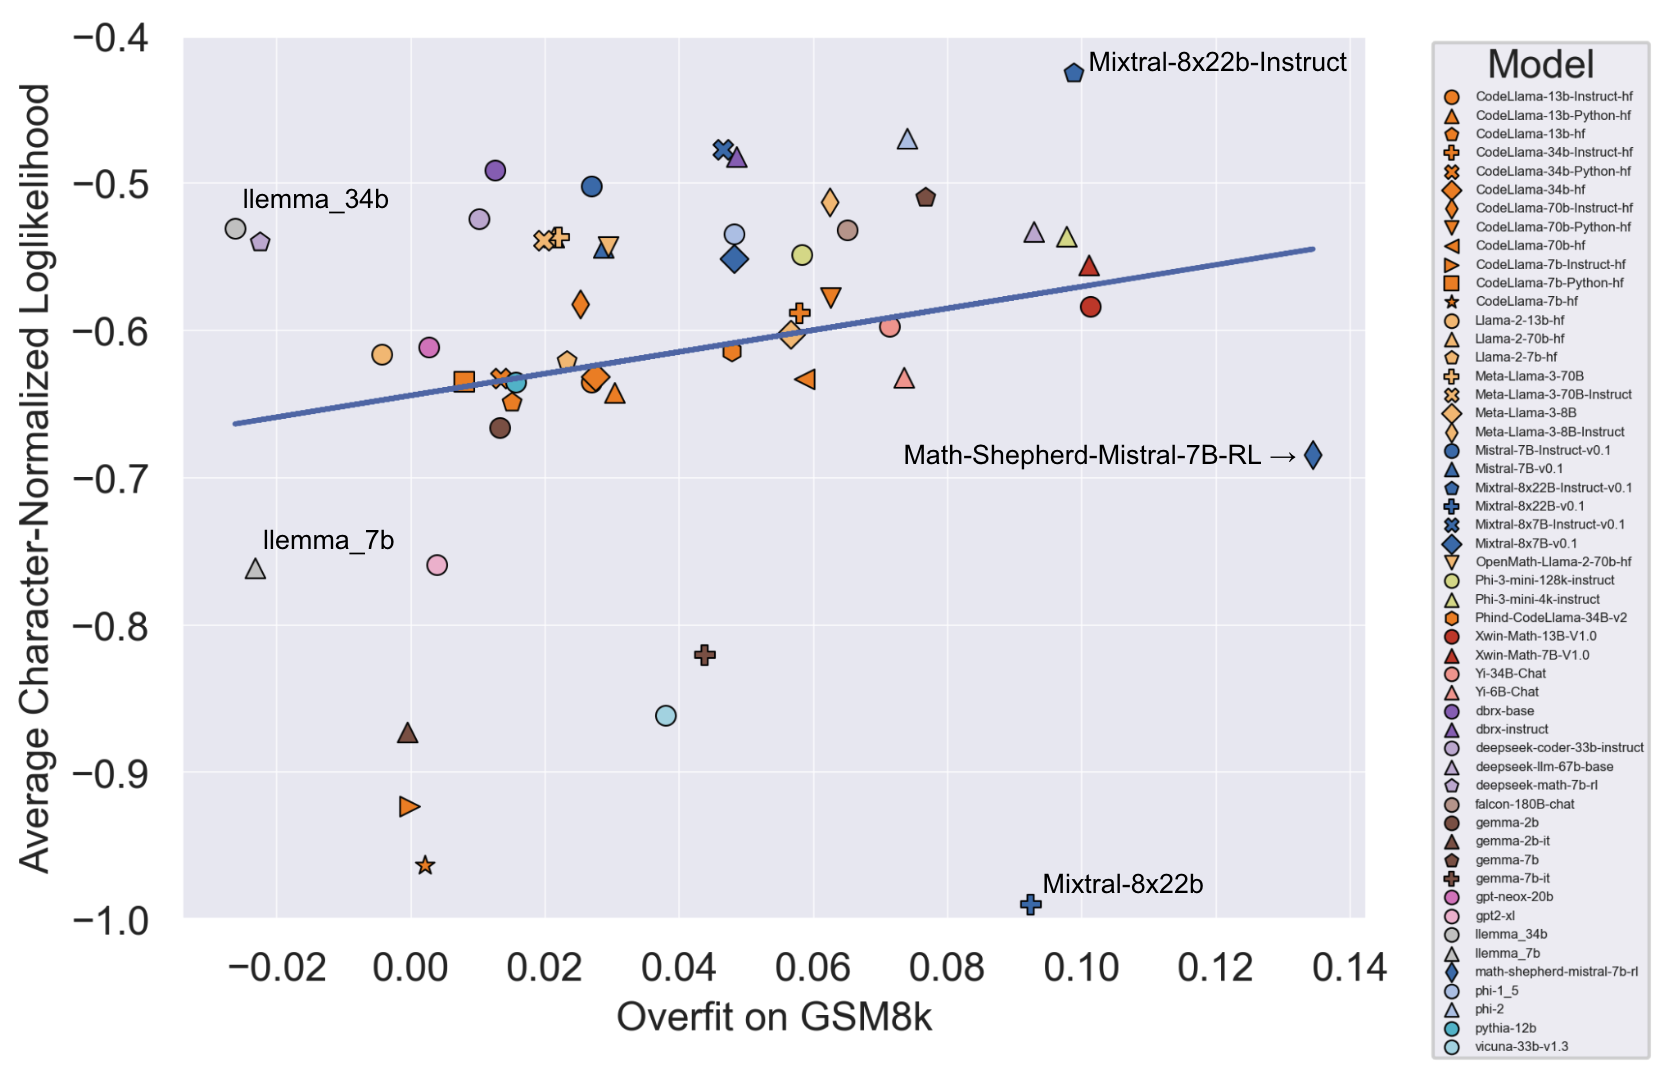 Average Character-Normalized Loglikelihood
−0.4
−0.5
−0.6
−0.7
−0.8
−0.9
−1.0
Mixtral-8x22b-Instruct
llemma_34b
Math-Shepherd-Mistral-7B-RL →
llemma_7b
Mixtral-8x22b
−0.02 0.00 0.02 0.04 0.06 0.08 0.10 0.12 0.14
Overfit on GSM8k
Model
CodeLlama-13b-Instruct-hf
CodeLlama-13b-Python-hf
CodeLlama-13b-hf
CodeLlama-34b-Instruct-hf
CodeLlama-34b-Python-hf
CodeLlama-34b-hf
CodeLlama-70b-Instruct-hf
CodeLlama-70b-Python-hf
CodeLlama-70b-hf
CodeLlama-7b-Instruct-hf
CodeLlama-7b-Python-hf
CodeLlama-7b-hf
Llama-2-13b-hf
Llama-2-70b-hf
Llama-2-7b-hf
Meta-Llama-3-70B
Meta-Llama-3-70B-Instruct
Meta-Llama-3-8B
Meta-Llama-3-8B-Instruct
Mistral-7B-Instruct-v0.1
Mistral-7B-v0.1
Mixtral-8x22B-Instruct-v0.1
Mixtral-8x22B-v0.1
Mixtral-8x7B-Instruct-v0.1
Mixtral-8x7B-v0.1
OpenMath-Llama-2-70b-hf
Phi-3-mini-128k-instruct
Phi-3-mini-4k-instruct
Phind-CodeLlama-34B-v2
Xwin-Math-13B-V1.0
Xwin-Math-7B-V1.0
Yi-34B-Chat
Yi-6B-Chat
dbrx-base
dbrx-instruct
deepseek-coder-33b-instruct
deepseek-llm-67b-base
deepseek-math-7b-rl
falcon-180B-chat
gemma-2b
gemma-2b-it
gemma-7b
gemma-7b-it
gpt-neox-20b
gpt2-xl
llemma_34b
llemma_7b
math-shepherd-mistral-7b-rl
phi-1_5
phi-2
pythia-12b
vicuna-33b-v1.3